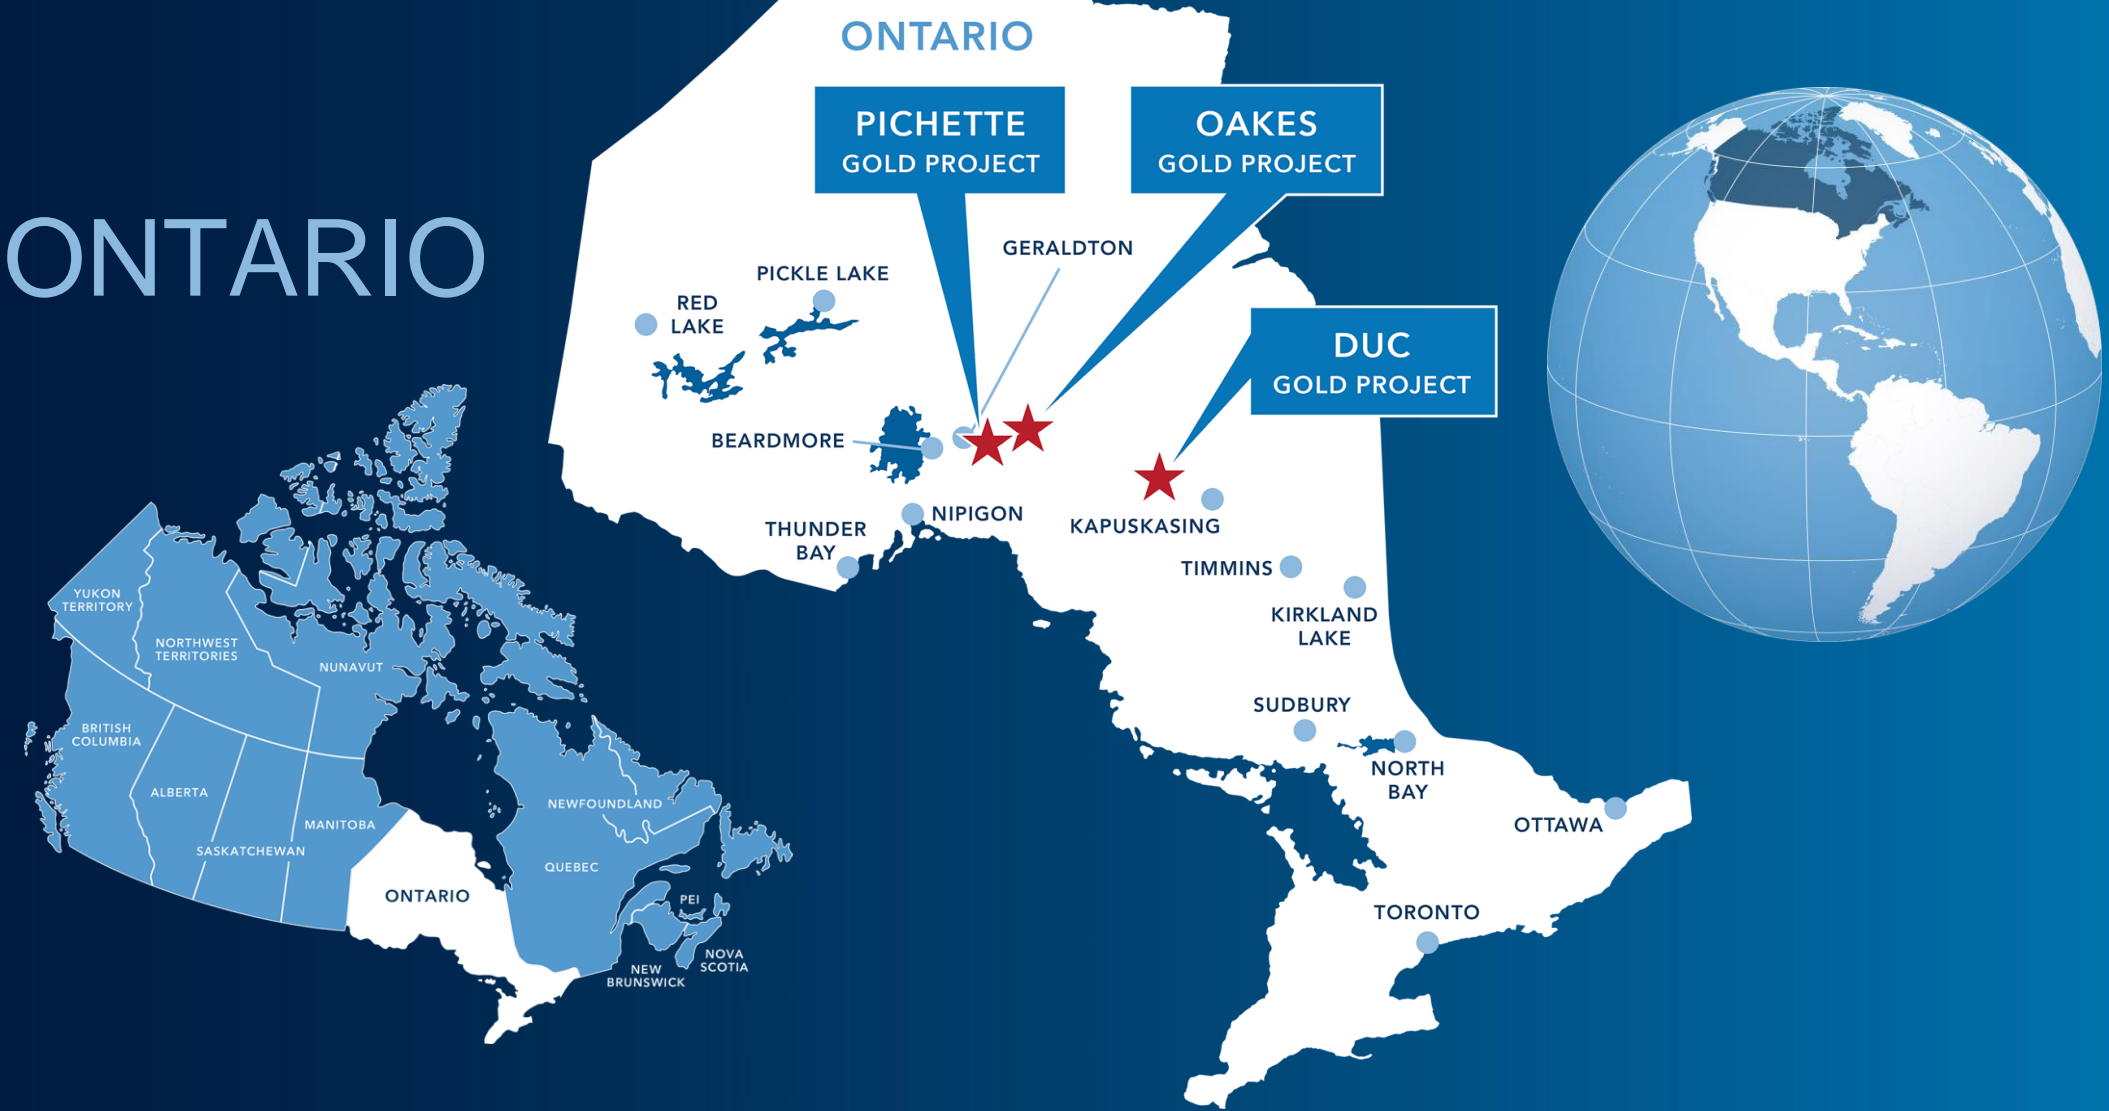 ONTARIO
ONTARIO
PICHETTE
GOLD PROJECT
OAKES
GOLD PROJECT
DUC
GOLD PROJECT
GERALDTON
PICKLE LAKE
RED
LAKE
BEARDMORE
NIPIGON
THUNDER
BAY
KAPUSKASING
TIMMINS
KIRKLAND
LAKE
SUDBURY
NORTH
BAY
OTTAWA
TORONTO
YUKON
TERRITORY
NORTHWEST
TERRITORIES
NUNAVUT
BRITISH
COLUMBIA
ALBERTA
SASKATCHEWAN
MANITOBA
ONTARIO
QUEBEC
NEWFOUNDLAND
PEI
NOVA
SCOTIA
NEW
BRUNSWICK